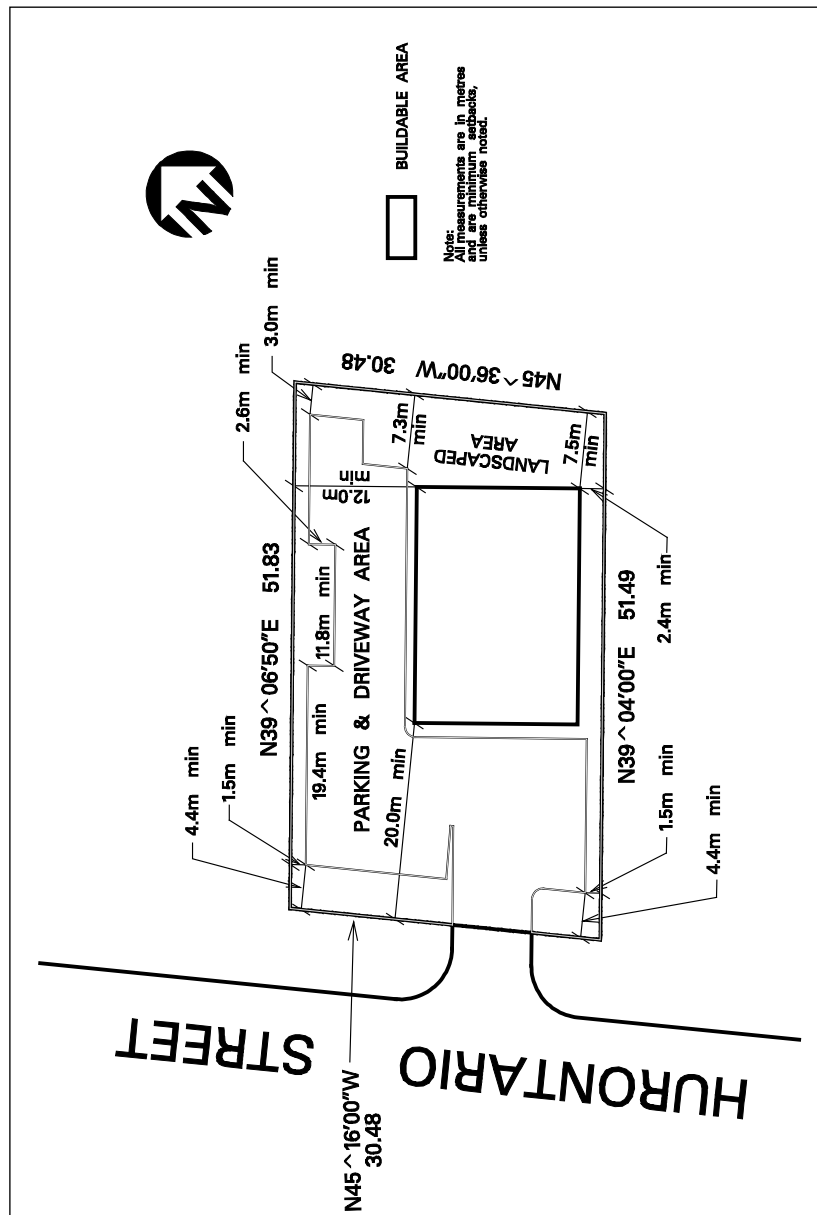 BUILDABLE AREA
Note:
All measurements are in metres
and are minimum setbacks,
unless otherwise noted.
N
3.0m min
2.6m min
N45^36'00"W 30.48
7.3m
min
LANDSCAPED
AREA
7.5m
min
12.0m
min
N39^06'50"E 51.83
11.8m min
PARKING & DRIVEWAY AREA
19.4m min
20.0m min
1.5m min
4.4m min
2.4m min
N39^04'00"E 51.49
1.5m min
4.4m min
N45^16'00"W
30.48
HURONTARIO STREET